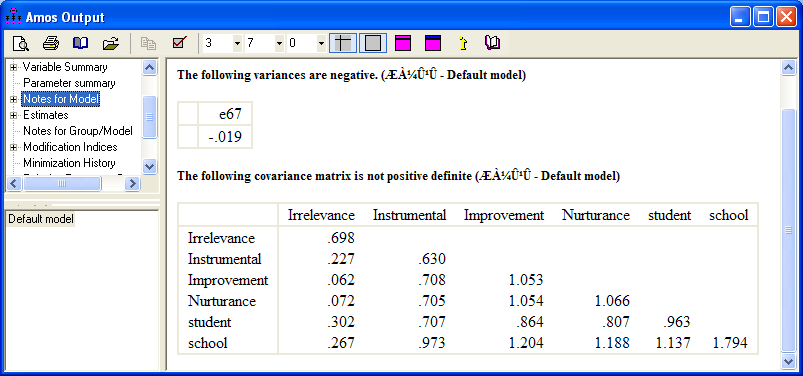 Amos Output
3 7 0
Variable Summary
Parameter summary
Notes for Model
Estimates
Notes for Group/Model
Modification Indices
Minimization History
Default model
The following variances are negative. (ÆÀ¼Û¹Û - Default model)
e67
-.019
The following covariance matrix is not positive definite (ÆÀ¼Û¹Û - Default model)
Irrelevance Instrumental Improvement Nurturance student school
Irrelevance .698
Instrumental .227 .630
Improvement .062 .708 1.053
Nurturance .072 .705 1.054 1.066
student .302 .707 .864 .807 .963
school .267 .973 1.204 1.188 1.137 1.794